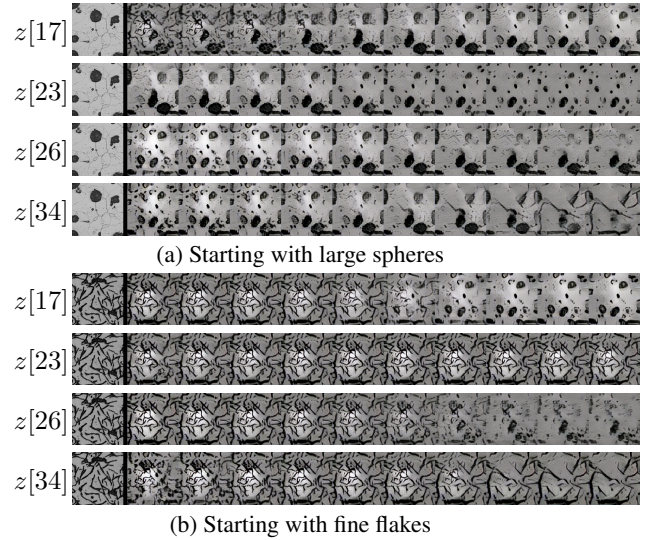 z[17]
z[23]
z[26]
z[34]
(a) Starting with large spheres
z[17]
z[23]
z[26]
z[34]
(b) Starting with fine flakes